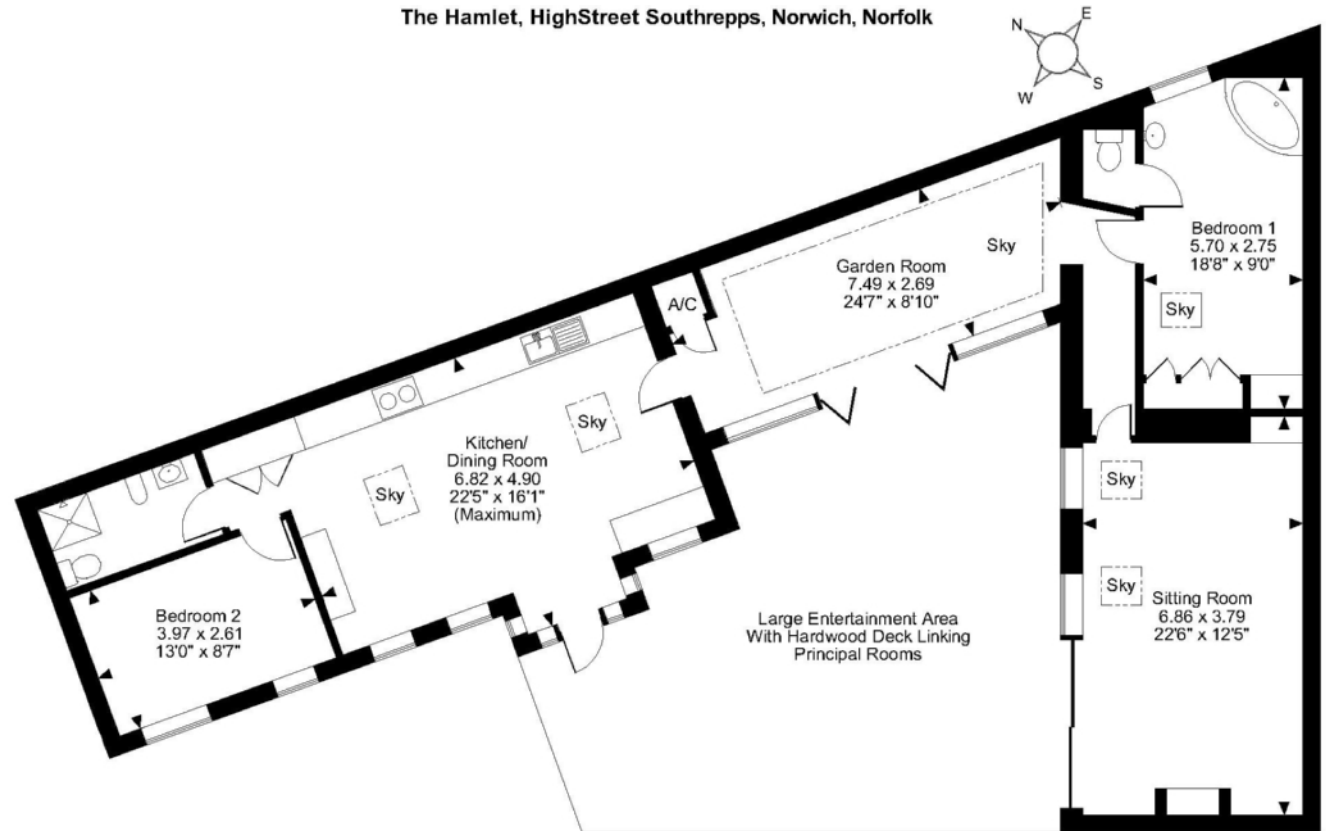 The Hamlet, HighStreet Southrepps, Norwich, Norfolk
N
E
W
S
Bedroom 1
5.70 x 2.75
18'8" x 9'0"
Sky
Sky
Garden Room
7.49 x 2.69
24'7" x 8'10"
A/C
Sky
Kitchen/
Dining Room
6.82 x 4.90
22'5" x 16'1"
(Maximum)
Sky
Sky
Sky
Sitting Room
6.86 x 3.79
22'6" x 12'5"
Bedroom 2
3.97 x 2.61
13'0" x 8'7"
Large Entertainment Area
With Hardwood Deck Linking
Principal Rooms